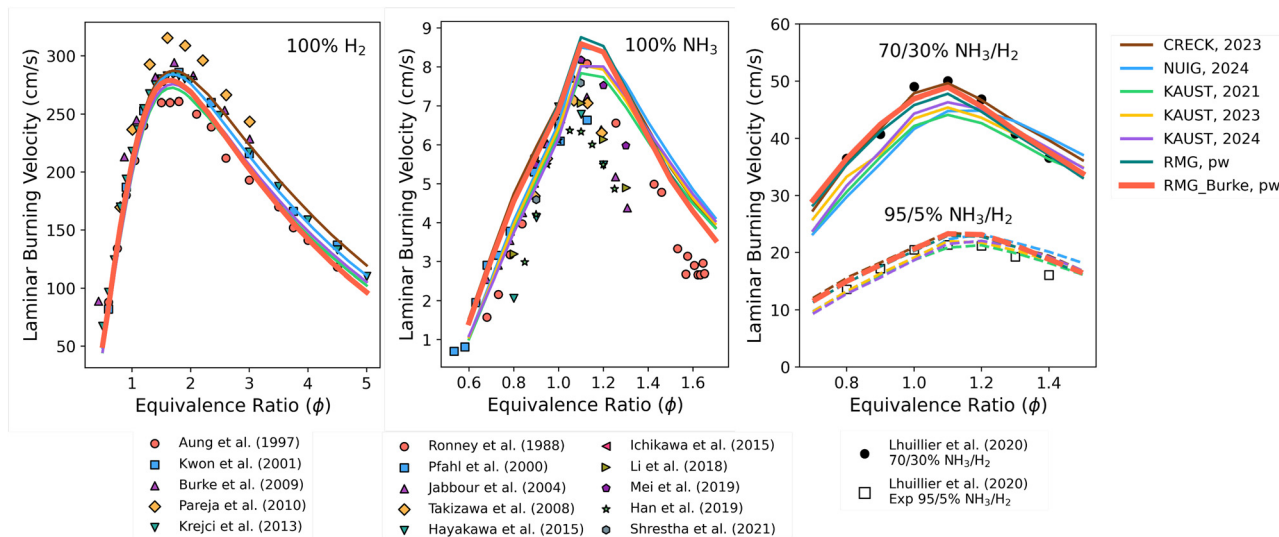 100% H2
300
250
200
150
100
50
Laminar Burning Velocity (cm/s)
1 2 3 4 5
Equivalence Ratio (ϕ)
Aung et al. (1997)
Kwon et al. (2001)
Burke et al. (2009)
Pareja et al. (2010)
Krejci et al. (2013)
100% NH3
9
8
7
6
5
4
3
2
1
Laminar Burning Velocity (cm/s)
0.6 0.8 1.0 1.2 1.4 1.6
Equivalence Ratio (ϕ)
Ronney et al. (1988)
Pfahl et al. (2000)
Jabbour et al. (2004)
Takizawa et al. (2008)
Hayakawa et al. (2015)
Ichikawa et al. (2015)
Li et al. (2018)
Mei et al. (2019)
Han et al. (2019)
Shrestha et al. (2021)
70/30% NH3/H2
95/5% NH3/H2
60
50
40
30
20
10
0
Laminar Burning Velocity (cm/s)
0.8 1.0 1.2 1.4
Equivalence Ratio (ϕ)
Lhuillier et al. (2020)
70/30% NH3/H2
Lhuillier et al. (2020)
Exp 95/5% NH3/H2
CRECK, 2023
NUIG, 2024
KAUST, 2021
KAUST, 2023
KAUST, 2024
RMG, pw
RMG_Burke, pw